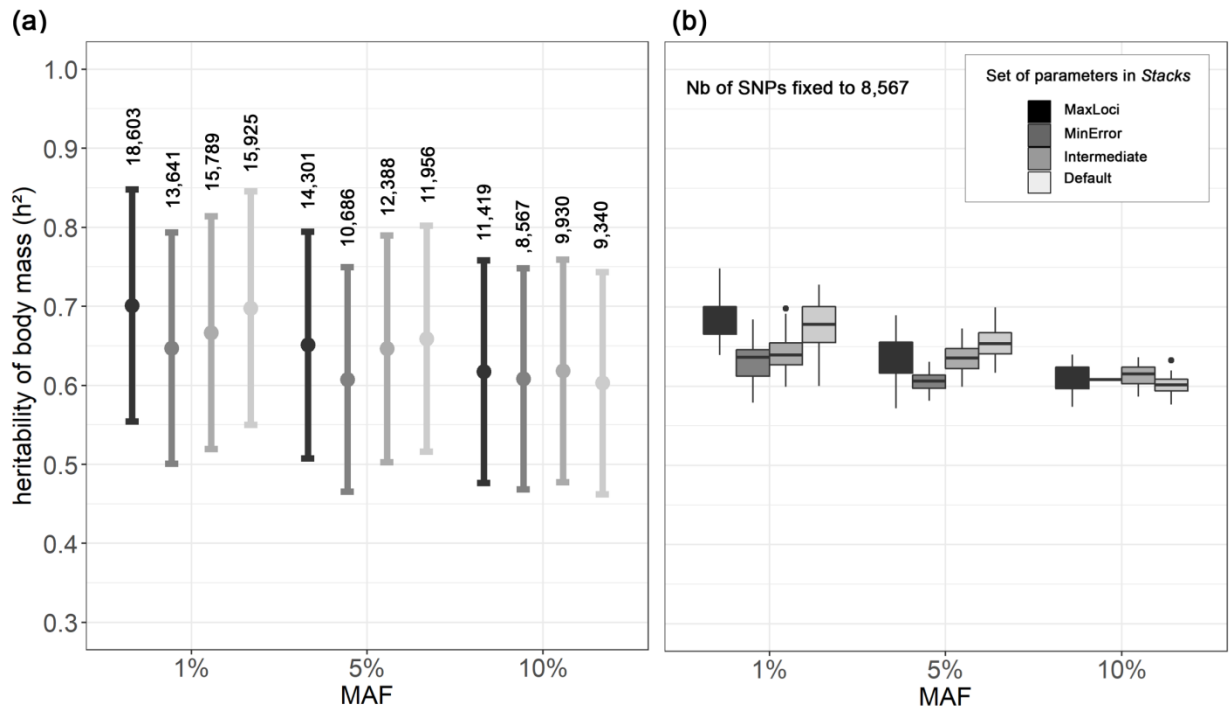 (a)
heritability of body mass (h²)
1.0
0.9
0.8
0.7
0.6
0.5
0.4
0.3
18,603
13,641
15,789
15,925
14,301
10,686
12,388
11,956
11,419
,8,567
9,930
9,340
1%
5%
10%
MAF
(b)
Nb of SNPs fixed to 8,567
Set of parameters in Stacks
MaxLoci
MinError
Intermediate
Default
1%
5%
10%
MAF